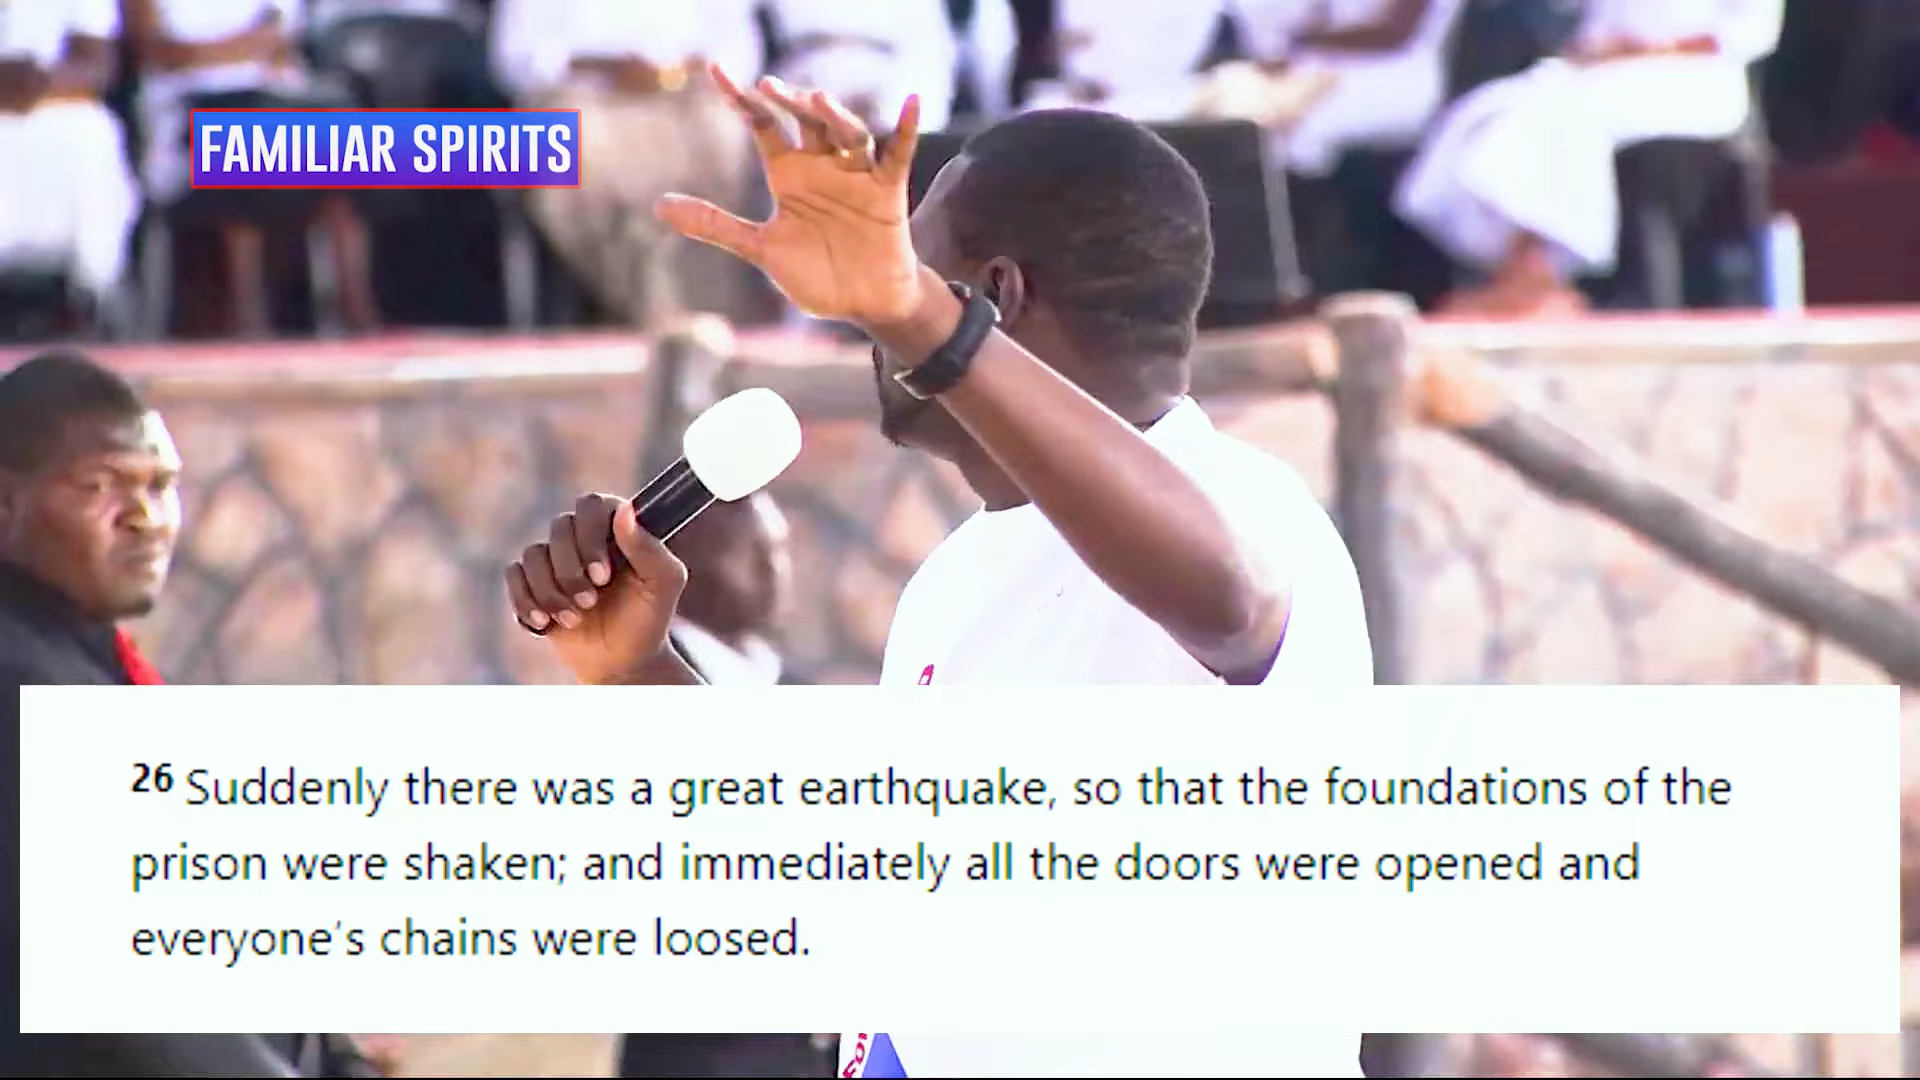 FAMILIAR SPIRITS
26 Suddenly there was a great earthquake, so that the foundations of the
prison were shaken; and immediately all the doors were opened and
everyone's chains were loosed.